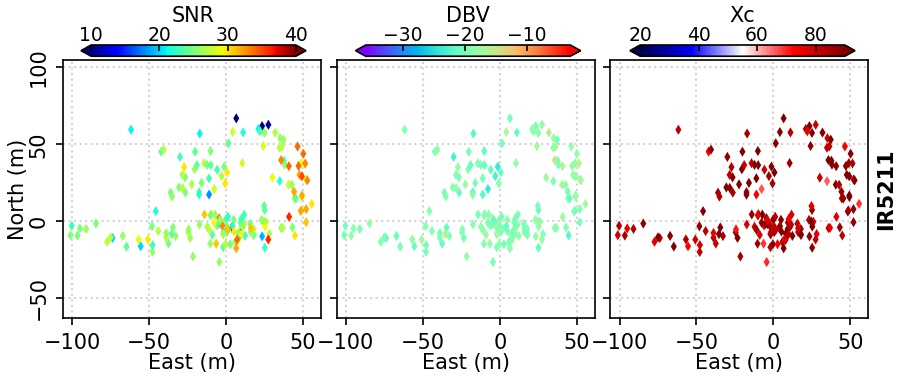 SNR DBV Xc
10 20 30 40 −30 −20 −10 20 40 60 80
100
50
0
−50
North (m)
IR5211
−100 −50 0 50 −100 −50 0 50 −100 −50 0 50
East (m) East (m) East (m)